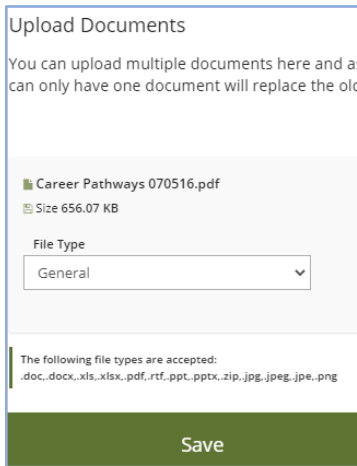 Upload Documents
You can upload multiple documents here and
can only have one document will replace the
Career Pathways 070516.pdf
Size 656.07 KB
File Type
General
The following file types are accepted:
.doc,.docx,.xls,.xlsx,.pdf,.rtf,.ppt,.pptx,.zip,.jpg,.jpeg,.jpe,.png
Save